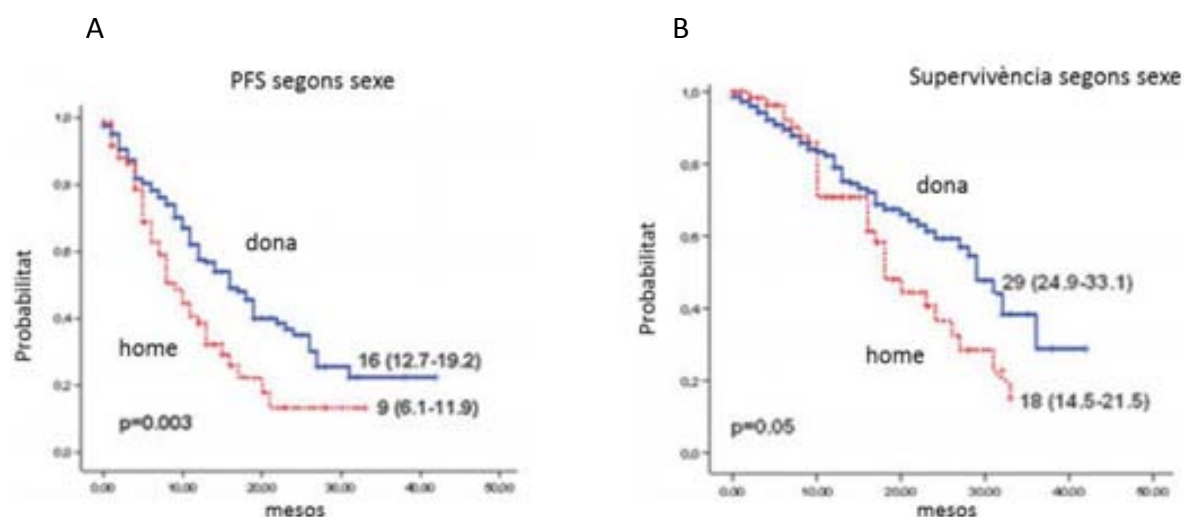 A
PFS segons sexe
Probabilitat
1,0
0,8
0,6
0,4
0,2
0,0
dona
home
16 (12.7-19.2)
9 (6.1-11.9)
p=0.003
0,00 10,00 20,00 30,00 40,00 50,00
mesos
B
Supervivència segons sexe
Probabilitat
1,0
0,8
0,6
0,4
0,2
0,0
dona
29 (24.9-33.1)
home
18 (14.5-21.5)
p=0.05
0,00 10,00 20,00 30,00 40,00 50,00
mesos